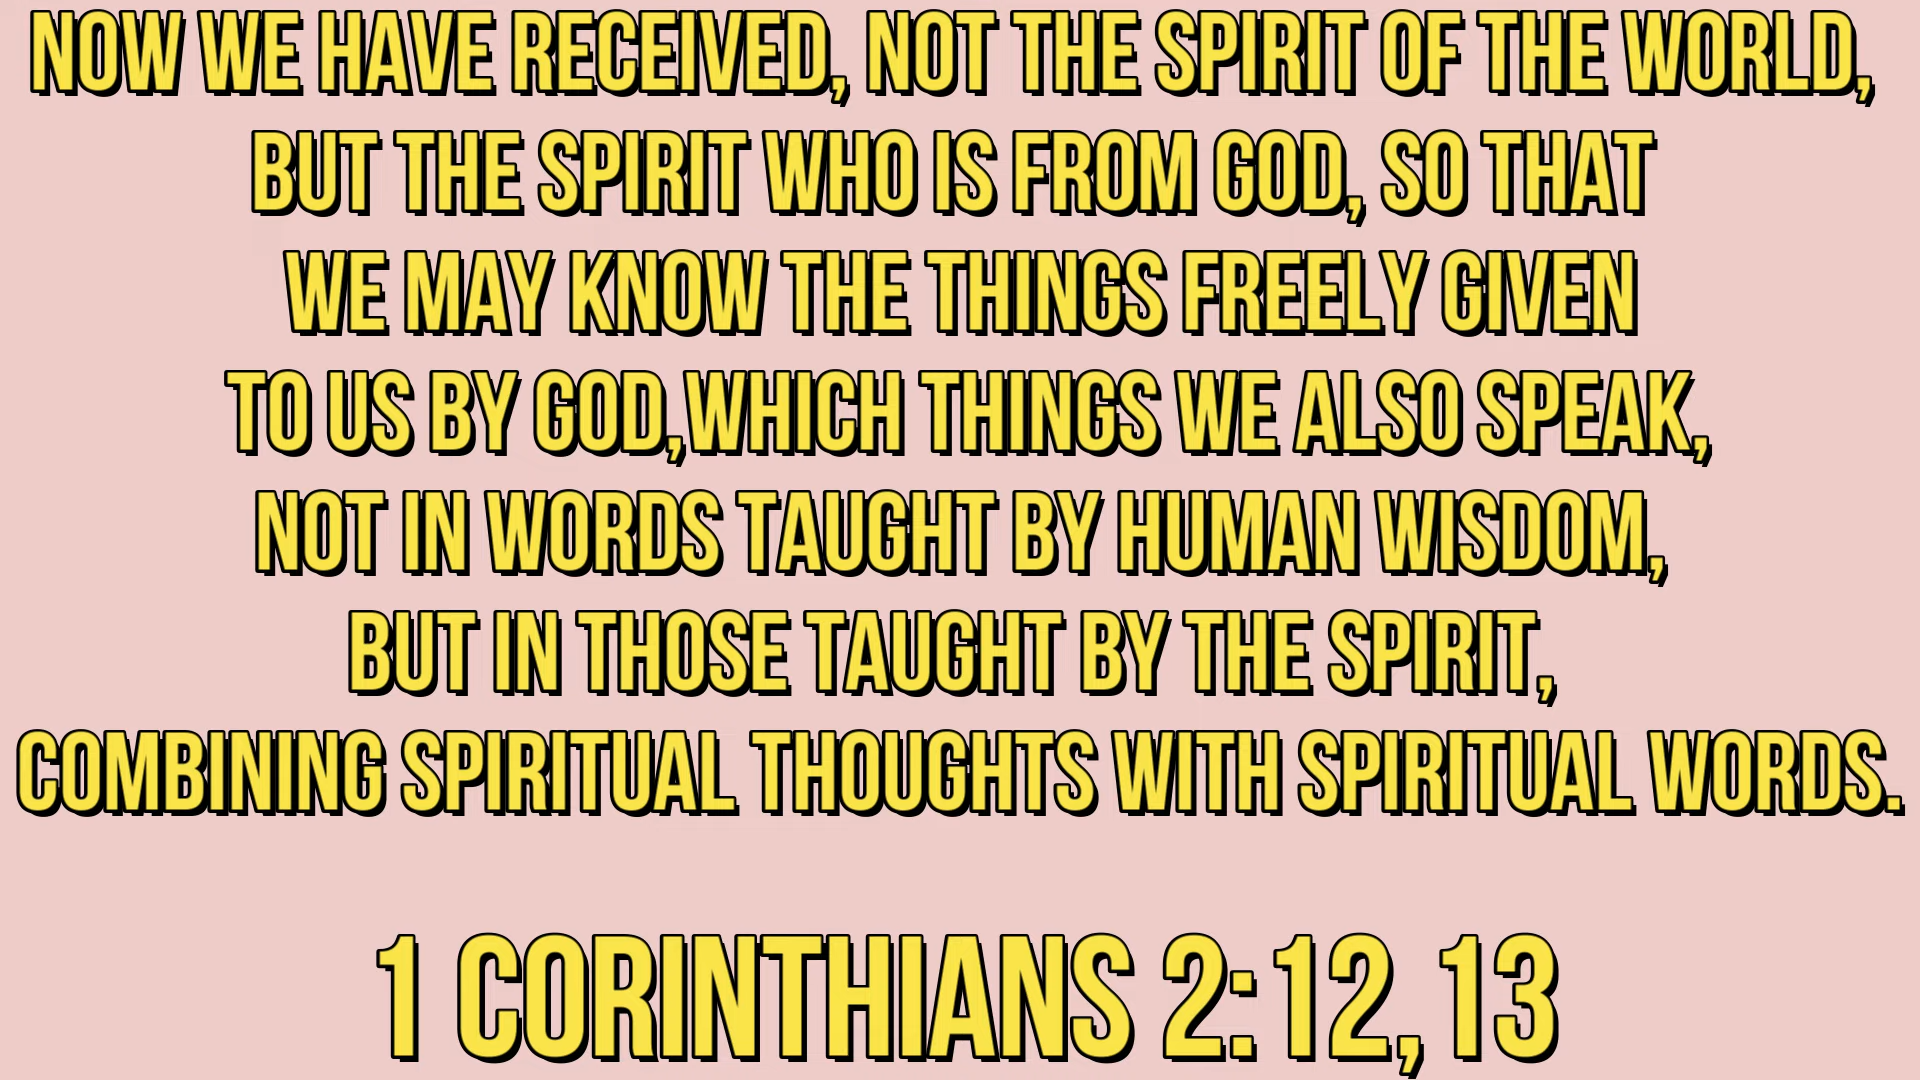 NOW WE HAVE RECEIVED, NOT THE SPIRIT OF THE WORLD,
BUT THE SPIRIT WHO IS FROM GOD, SO THAT
WE MAY KNOW THE THINGS FREELY GIVEN
TO US BY GOD,WHICH THINGS WE ALSO SPEAK,
NOT IN WORDS TAUGHT BY HUMAN WISDOM,
BUT IN THOSE TAUGHT BY THE SPIRIT,
COMBINING SPIRITUAL THOUGHTS WITH SPIRITUAL WORDS.
1 CORINTHIANS 2:12,13